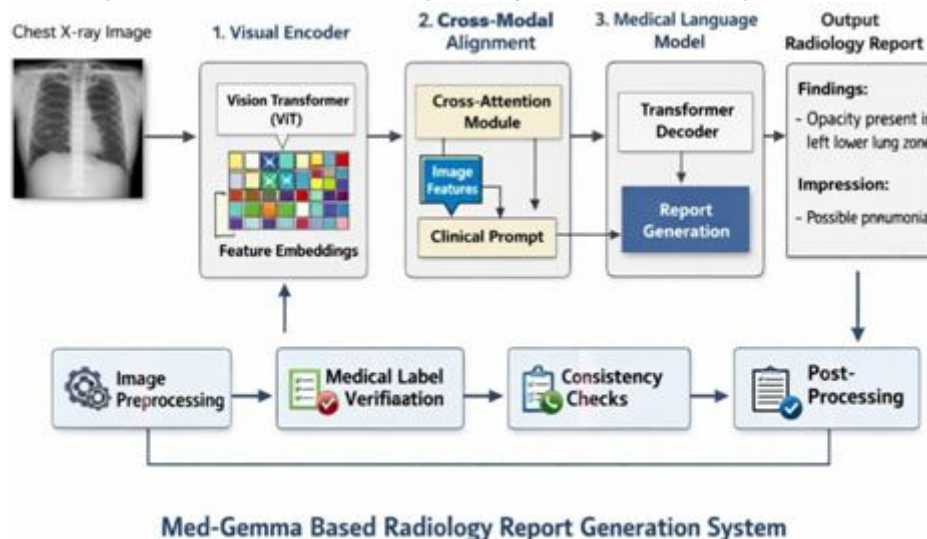 Chest X-ray Image
1. Visual Encoder
2. Cross-Modal
Alignment
3. Medical Language
Model
Output
Radiology Report
Vision Transformer
(ViT)
Feature Embeddings
Cross-Attention
Module
Image
Features
Clinical Prompt
Transformer
Decoder
Report
Generation
Findings:
- Opacity present in
left lower lung zone
Impression:
- Possible pnuumonia
Image
Preprocessing
Medical Label
Verifiaation
Consistency
Checks
Post-
Processing
Med-Gemma Based Radiology Report Generation System